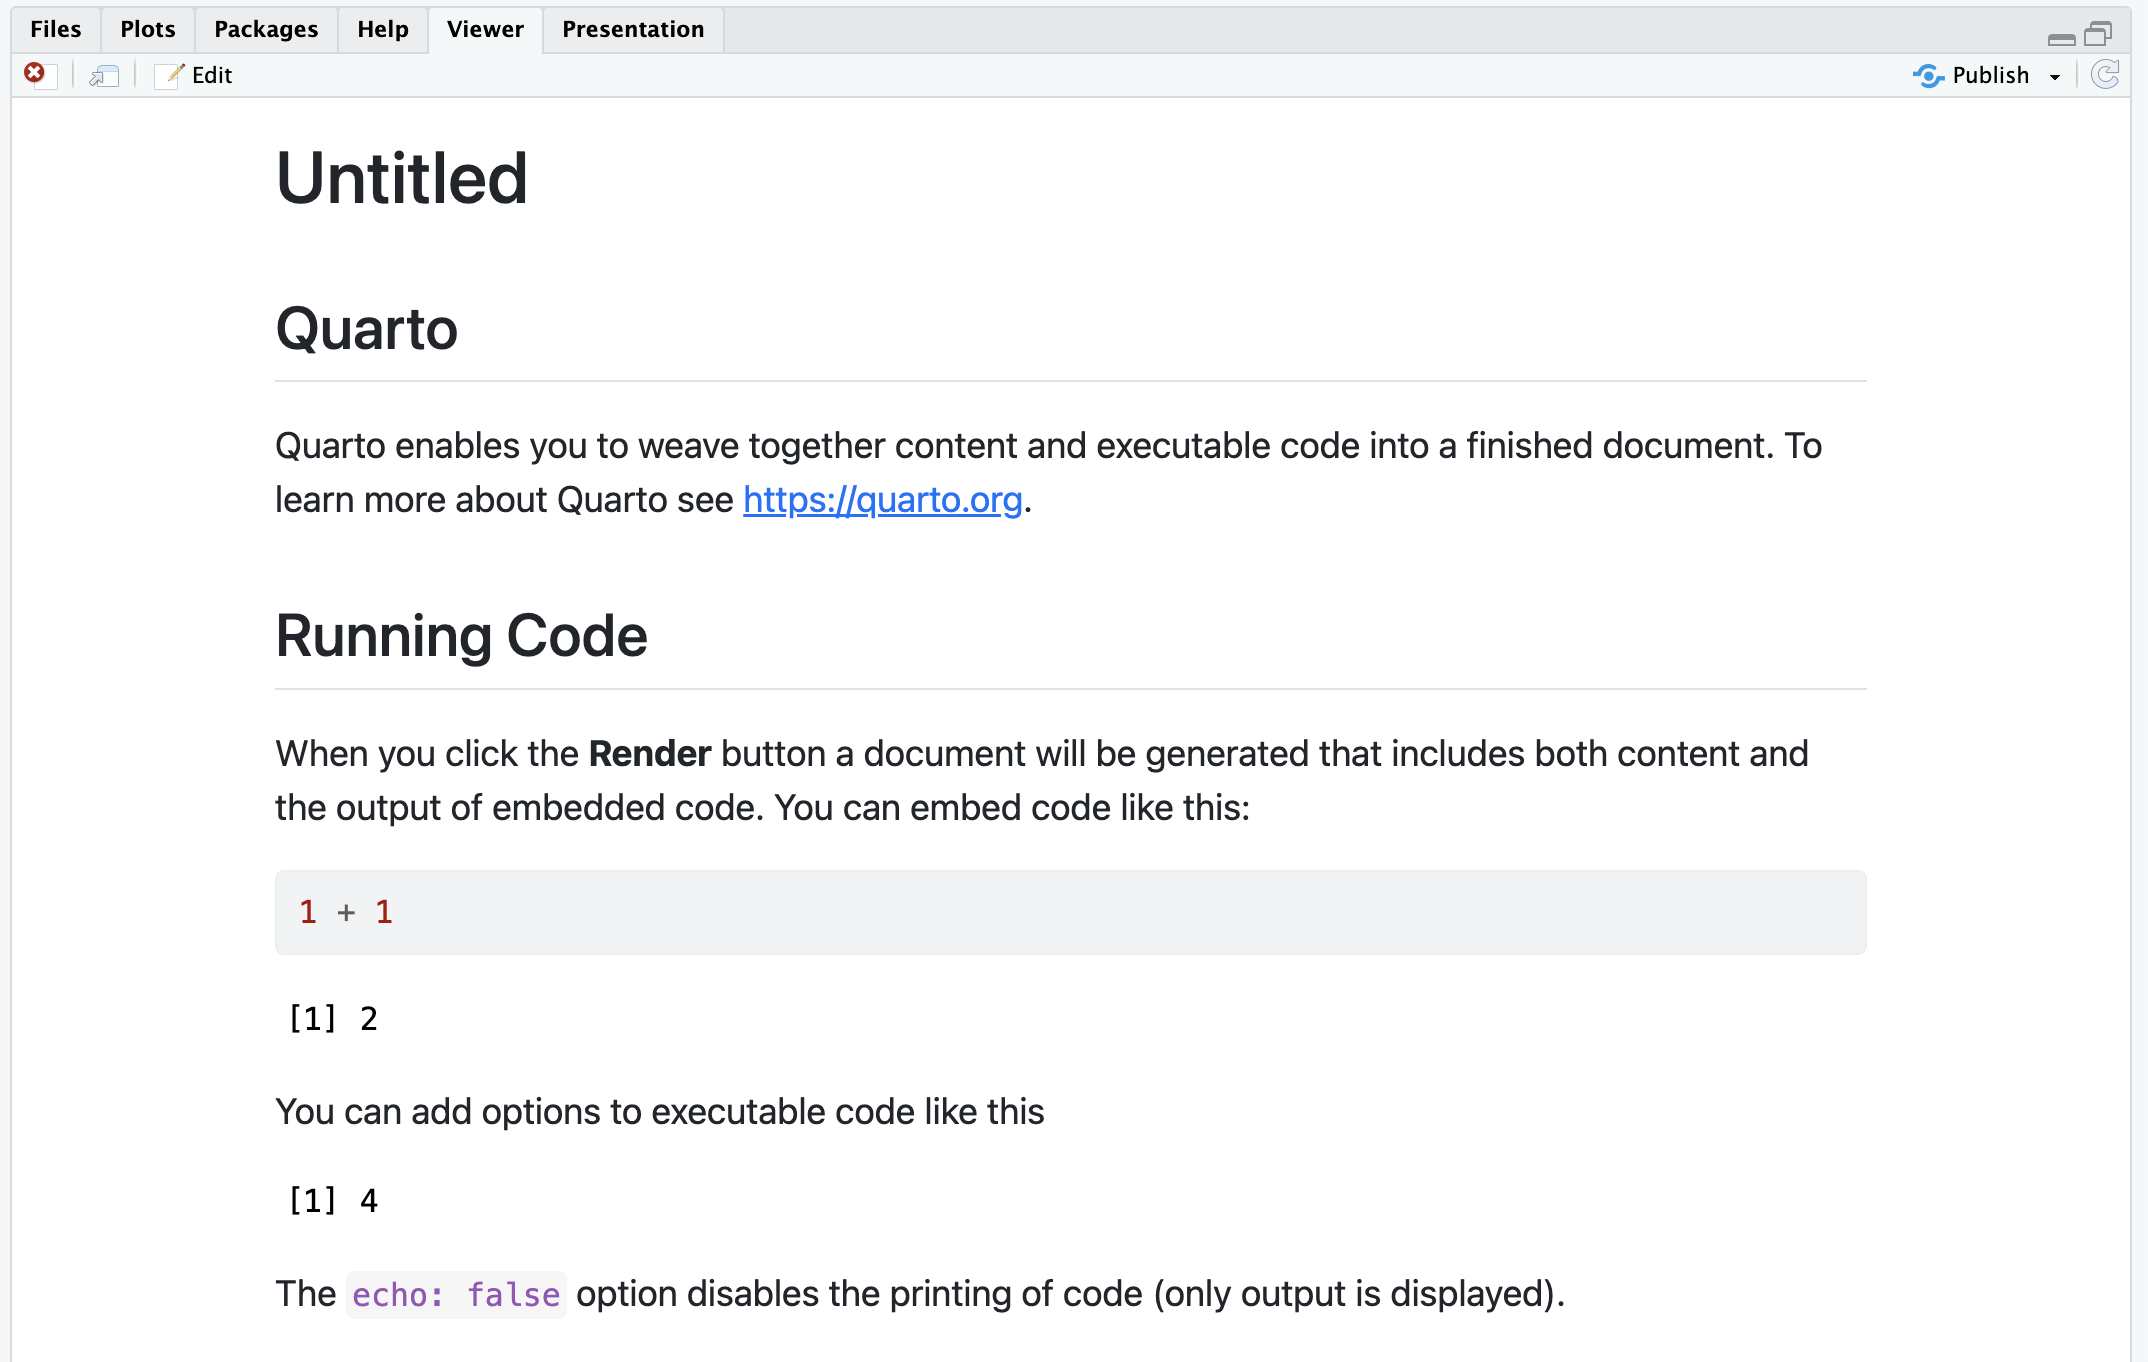 Files Plots Packages Help Viewer Presentation
Edit Publish
Untitled
Quarto
Quarto enables you to weave together content and executable code into a finished document. To
learn more about Quarto see https://quarto.org.
Running Code
When you click the Render button a document will be generated that includes both content and
the output of embedded code. You can embed code like this:
1 + 1
[1] 2
You can add options to executable code like this
[1] 4
The echo: false option disables the printing of code (only output is displayed).